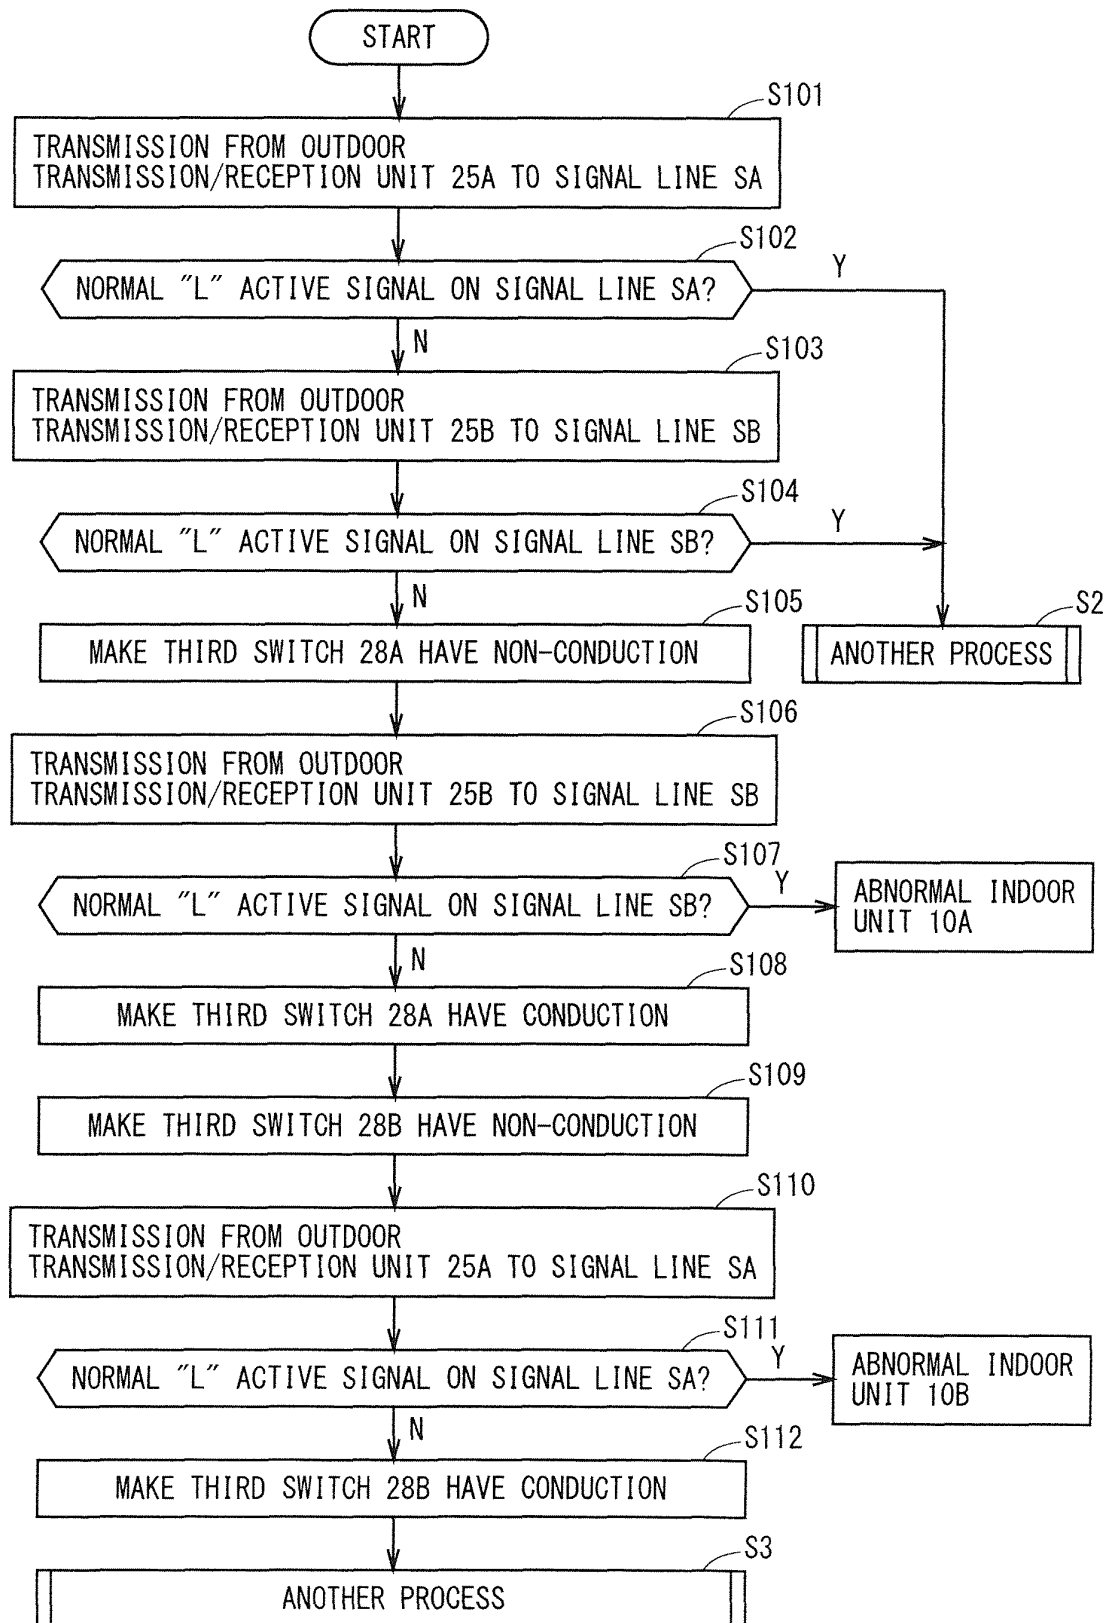 START
S101
TRANSMISSION FROM OUTDOOR
TRANSMISSION/RECEPTION UNIT 25A TO SIGNAL LINE SA
S102
NORMAL "L" ACTIVE SIGNAL ON SIGNAL LINE SA?
Y
N
S103
TRANSMISSION FROM OUTDOOR
TRANSMISSION/RECEPTION UNIT 25B TO SIGNAL LINE SB
S104
NORMAL "L" ACTIVE SIGNAL ON SIGNAL LINE SB?
Y
N
S105
MAKE THIRD SWITCH 28A HAVE NON-CONDUCTION
S2
ANOTHER PROCESS
S106
TRANSMISSION FROM OUTDOOR
TRANSMISSION/RECEPTION UNIT 25B TO SIGNAL LINE SB
S107
NORMAL "L" ACTIVE SIGNAL ON SIGNAL LINE SB?
Y
ABNORMAL INDOOR
UNIT 10A
N
S108
MAKE THIRD SWITCH 28A HAVE CONDUCTION
S109
MAKE THIRD SWITCH 28B HAVE NON-CONDUCTION
S110
TRANSMISSION FROM OUTDOOR
TRANSMISSION/RECEPTION UNIT 25A TO SIGNAL LINE SA
S111
NORMAL "L" ACTIVE SIGNAL ON SIGNAL LINE SA?
Y
ABNORMAL INDOOR
UNIT 10B
N
S112
MAKE THIRD SWITCH 28B HAVE CONDUCTION
S3
ANOTHER PROCESS